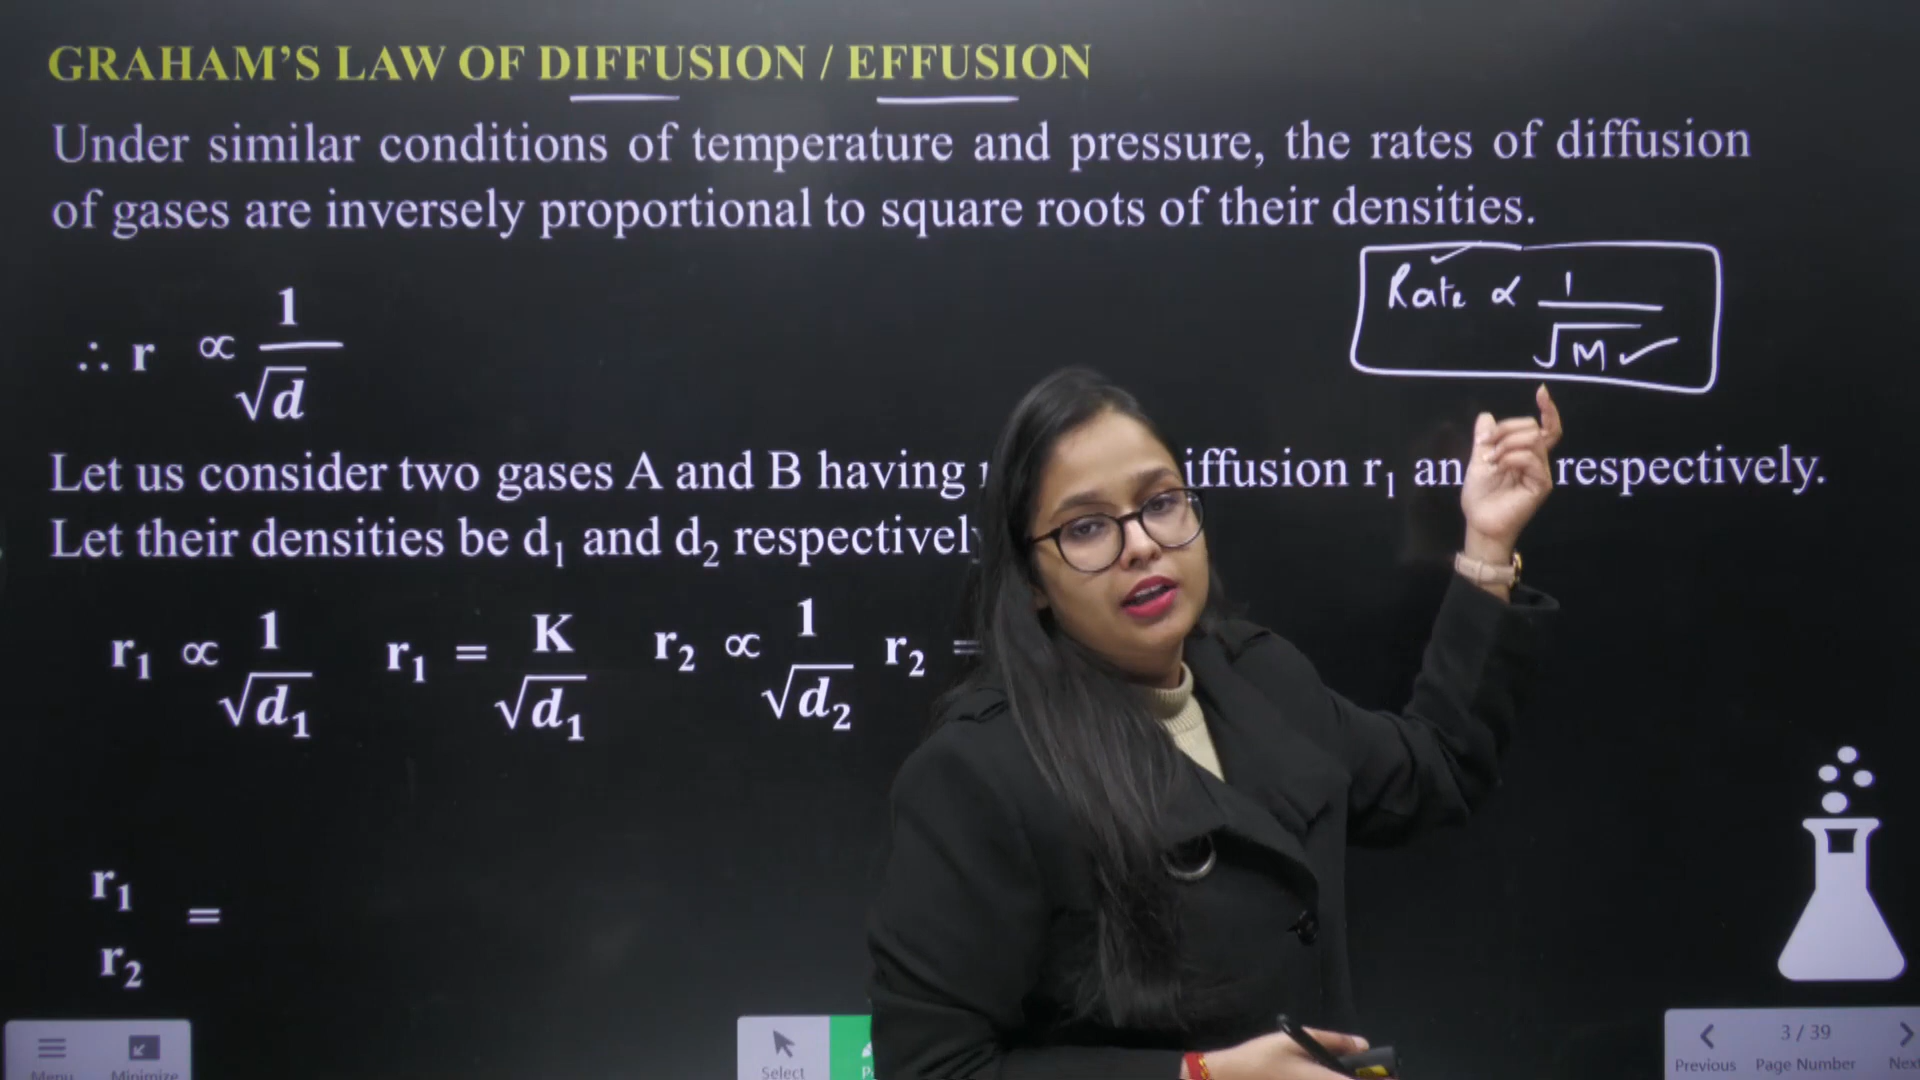 GRAHAM'S LAW OF DIFFUSION / EFFUSION
Under similar conditions of temperature and pressure, the rates of diffusion
of gases are inversely proportional to square roots of their densities.
Rate ∝ 1/√M
∴ r ∝ 1/√d
Let us consider two gases A and B having iffusion r₁ an respectively.
Let their densities be d₁ and d₂ respectivel
r₁ ∝ 1/√d₁ r₁ = K/√d₁ r₂ ∝ 1/√d₂ r₂ =
r₁/r₂ =
Menu Minimize Select 3 / 39 Previous Page Number Next